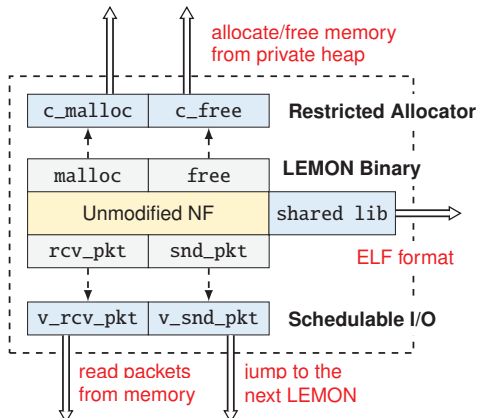 allocate/free memory
from private heap
c_malloc c_free Restricted Allocator
LEMON Binary
malloc free
Unmodified NF shared lib
rcv_pkt snd_pkt ELF format
v_rcv_pkt v_snd_pkt Schedulable I/O
read packets jump to the
from memory next LEMON